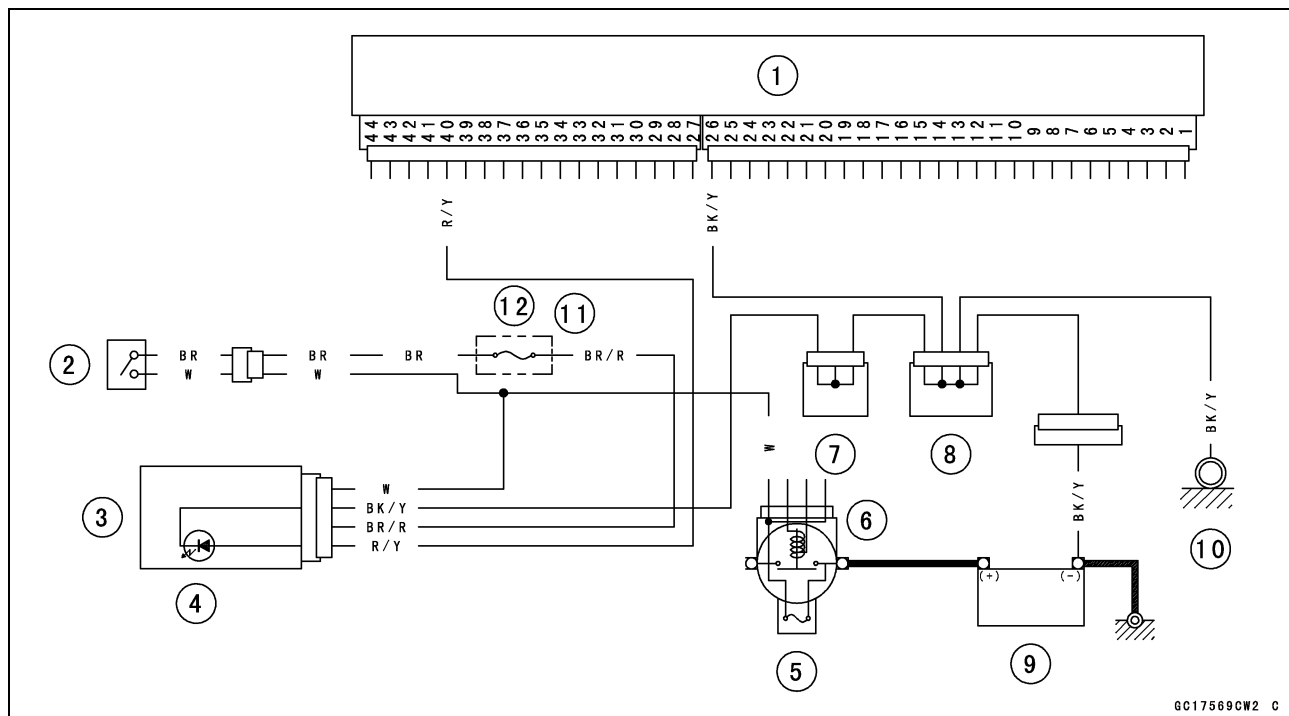 1
44 43 42 41 40 39 38 37 36 35 34 33 32 31 30 29 28 27 26 25 24 23 22 21 20 19 18 17 16 15 14 13 12 11 10 9 8 7 6 5 4 3 2 1
R/Y
BK/Y
12 11
2 BR BR BR BR/R
W W
BK/Y
7 8
W
3 W
BK/Y
BR/R
R/Y
6
BK/Y
10
4
(+) (-)
5 9
GC17569CW2 C